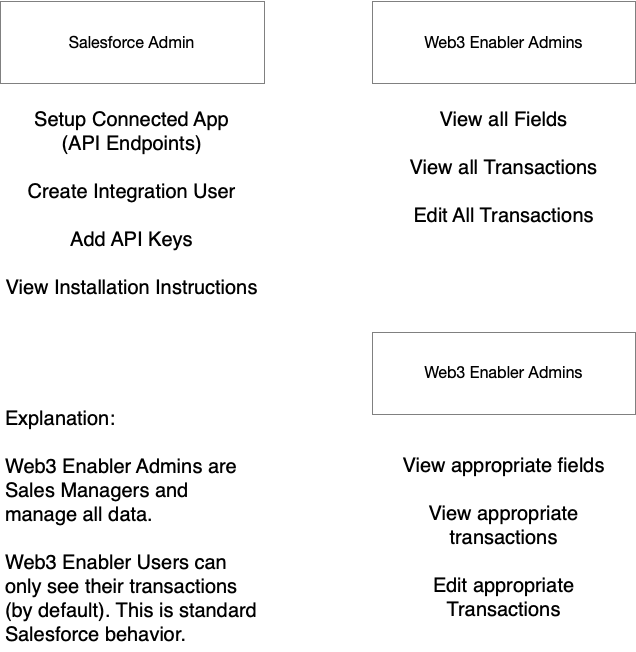 Salesforce Admin
Setup Connected App
(API Endpoints)
Create Integration User
Add API Keys
View Installation Instructions
Web3 Enabler Admins
View all Fields
View all Transactions
Edit All Transactions
Explanation:
Web3 Enabler Admins are
Sales Managers and
manage all data.
Web3 Enabler Users can
only see their transactions
(by default). This is standard
Salesforce behavior.
Web3 Enabler Admins
View appropriate fields
View appropriate
transactions
Edit appropriate
Transactions